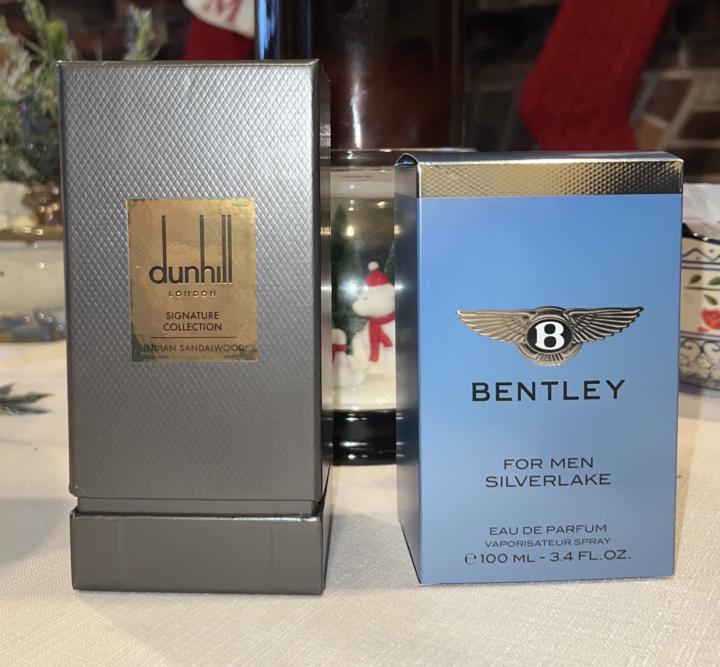 M
dunhill
LONDON
SIGNATURE
COLLECTION
INDIAN SANDALWOOD
B
BENTLEY
FOR MEN
SILVERLAKE
EAU DE PARFUM
VAPORISATEUR SPRAY
℮ 100 ML - 3.4 FL.OZ.